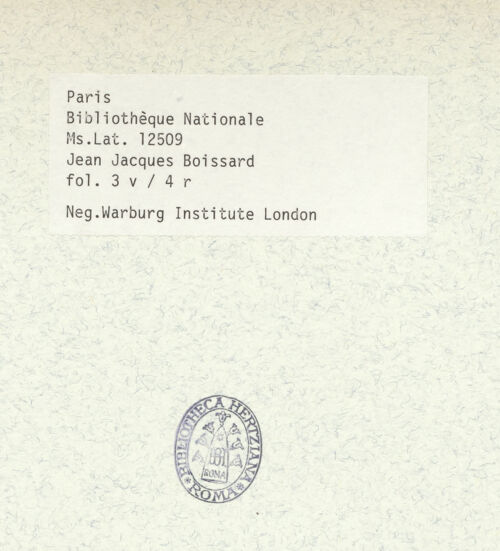 Paris
Bibliothèque Nationale
Ms.Lat. 12509
Jean Jacques Boissard
fol. 3 v / 4 r
Neg.Warburg Institute London
BIBLIOTHECA HERTZIANA
ROMA